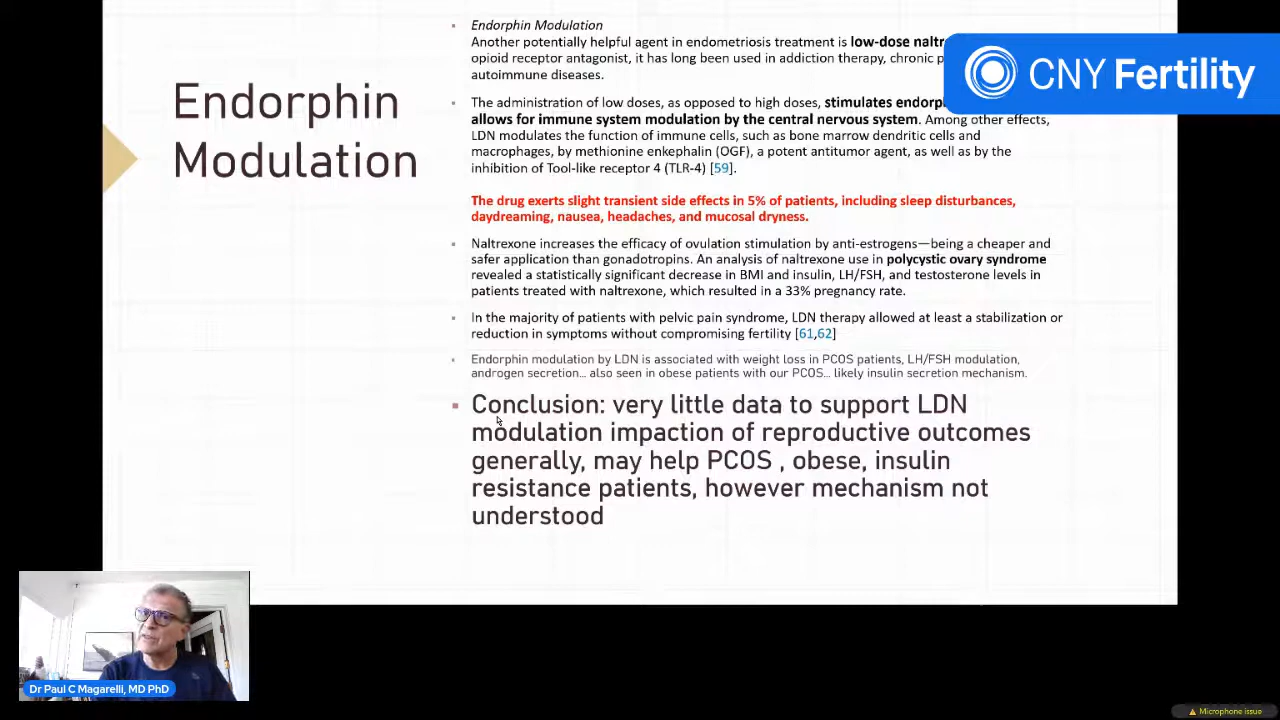 Endorphin
Modulation
Endorphin Modulation
Another potentially helpful agent in endometriosis treatment is low-dose
opioid receptor antagonist, it has long been used in addiction therapy, chronic
autoimmune diseases.
The administration of low doses, as opposed to high doses, stimulates
allows for immune system modulation by the central nervous system. Among other effects,
LDN modulates the function of immune cells, such as bone marrow dendritic cells and
macrophages, by methionine enkephalin (OGF), a potent antitumor agent, as well as by the
inhibition of Tool-like receptor 4 (TLR-4) [59].
The drug exerts slight transient side effects in 5% of patients, including sleep disturbances,
daydreaming, nausea, headaches, and mucosal dryness.
Naltrexone increases the efficacy of ovulation stimulation by anti-estrogens—being a cheaper and
safer application than gonadotropins. An analysis of naltrexone use in polycystic ovary syndrome
revealed a statistically significant decrease in BMI and insulin, LH/FSH, and testosterone levels in
patients treated with naltrexone, which resulted in a 33% pregnancy rate.
In the majority of patients with pelvic pain syndrome, LDN therapy allowed at least a stabilization or
reduction in symptoms without compromising fertility [61,62]
Endorphin modulation by LDN is associated with weight loss in PCOS patients, LH/FSH modulation,
androgen secretion… also seen in obese patients with our PCOS… likely insulin secretion mechanism.
Conclusion: very little data to support LDN
modulation impaction of reproductive outcomes
generally, may help PCOS , obese, insulin
resistance patients, however mechanism not
understood
CNY Fertility
Dr Paul C Magarelli, MD PhD
Microphone issue